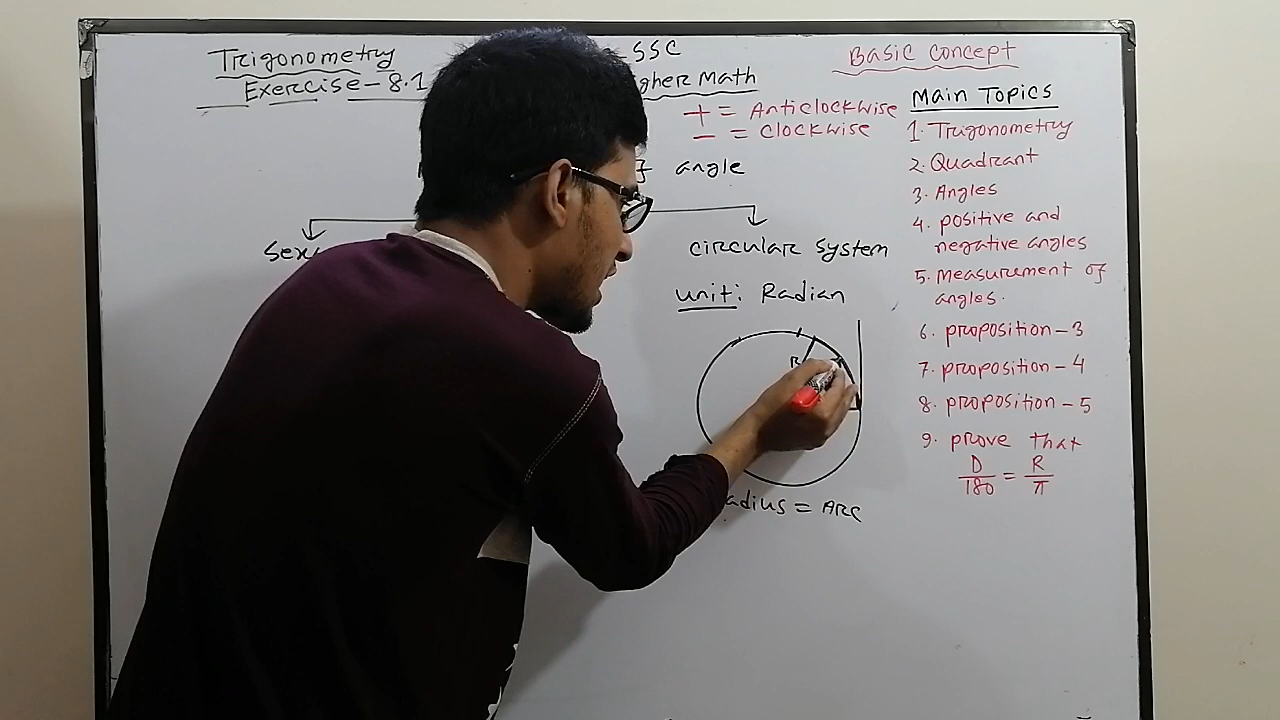 Trigonometry
Exercise-8.1
SSC
gher Math
Basic Concept
+ = Anticlockwise
- = Clockwise
angle
Sex
circular system
unit: Radian
R
adius = ARC
Main Topics
1. Trigonometry
2. Quadrant
3. Angles
4. positive and
negative angles
5. measurement of
angles.
6. proposition-3
7. proposition-4
8. proposition-5
9. prove that
D/180 = R/π